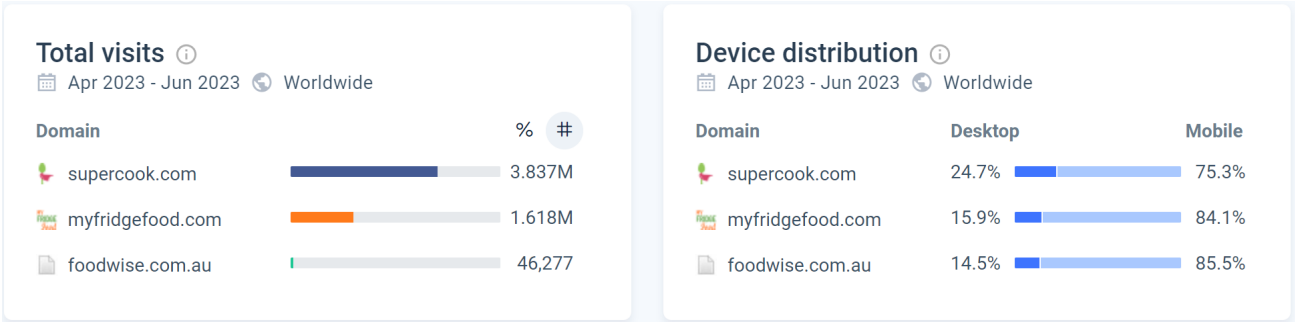 Total visits
Apr 2023 - Jun 2023 Worldwide
Domain % #
supercook.com 3.837M
myfridgefood.com 1.618M
foodwise.com.au 46,277
Device distribution
Apr 2023 - Jun 2023 Worldwide
Domain Desktop Mobile
supercook.com 24.7% 75.3%
myfridgefood.com 15.9% 84.1%
foodwise.com.au 14.5% 85.5%